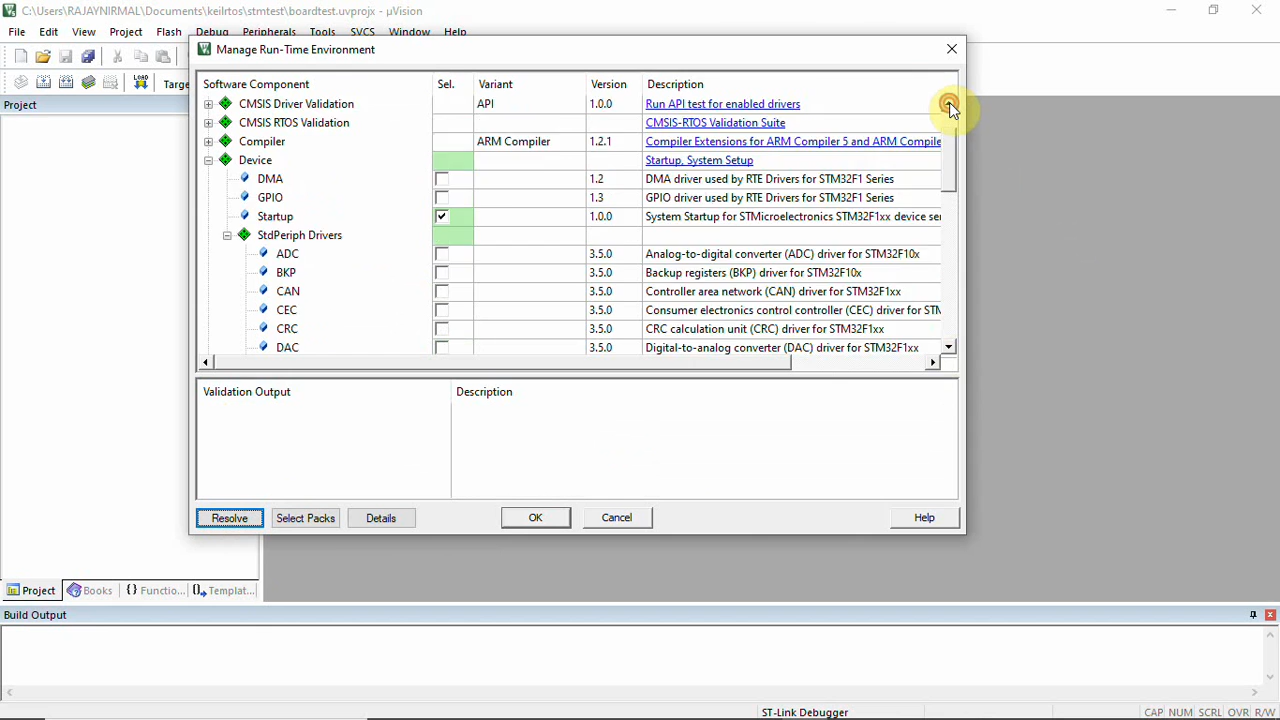 C:\Users\RAJAYNIRMAL\Documents\keilrtos\stmtest\boardtest.uvprojx - µVision
File Edit View Project Flash Debug Peripherals Tools SVCS Window Help
LOAD
Targe
Project
Manage Run-Time Environment
Software Component Sel. Variant Version Description
CMSIS Driver Validation API 1.0.0 Run API test for enabled drivers
CMSIS RTOS Validation CMSIS-RTOS Validation Suite
Compiler ARM Compiler 1.2.1 Compiler Extensions for ARM Compiler 5 and ARM Compile
Device Startup, System Setup
DMA 1.2 DMA driver used by RTE Drivers for STM32F1 Series
GPIO 1.3 GPIO driver used by RTE Drivers for STM32F1 Series
Startup 1.0.0 System Startup for STMicroelectronics STM32F1xx device se
StdPeriph Drivers
ADC 3.5.0 Analog-to-digital converter (ADC) driver for STM32F10x
BKP 3.5.0 Backup registers (BKP) driver for STM32F10x
CAN 3.5.0 Controller area network (CAN) driver for STM32F1xx
CEC 3.5.0 Consumer electronics control controller (CEC) driver for STM
CRC 3.5.0 CRC calculation unit (CRC) driver for STM32F1xx
DAC 3.5.0 Digital-to-analog converter (DAC) driver for STM32F1xx
Validation Output Description
Resolve Select Packs Details OK Cancel Help
Project Books {} Functio... Templat...
Build Output
ST-Link Debugger CAP NUM SCRL OVR R/W